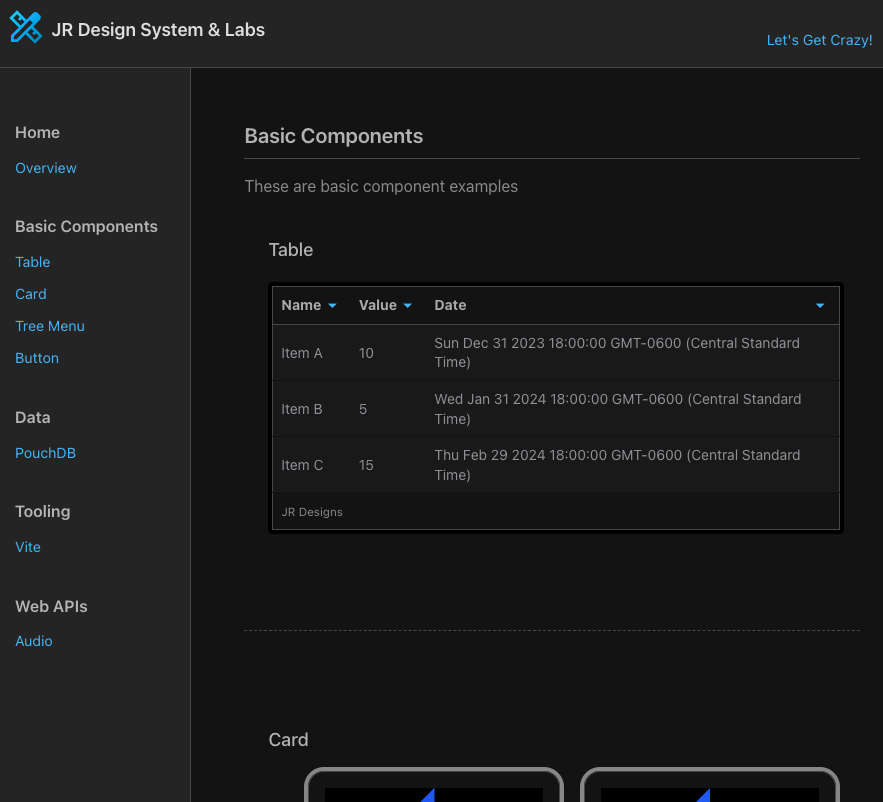 JR Design System & Labs
Let's Get Crazy!
Home
Overview
Basic Components
Table
Card
Tree Menu
Button
Data
PouchDB
Tooling
Vite
Web APIs
Audio
Basic Components
These are basic component examples
Table
Name Value Date
Item A 10 Sun Dec 31 2023 18:00:00 GMT-0600 (Central Standard
Time)
Item B 5 Wed Jan 31 2024 18:00:00 GMT-0600 (Central Standard
Time)
Item C 15 Thu Feb 29 2024 18:00:00 GMT-0600 (Central Standard
Time)
JR Designs
Card